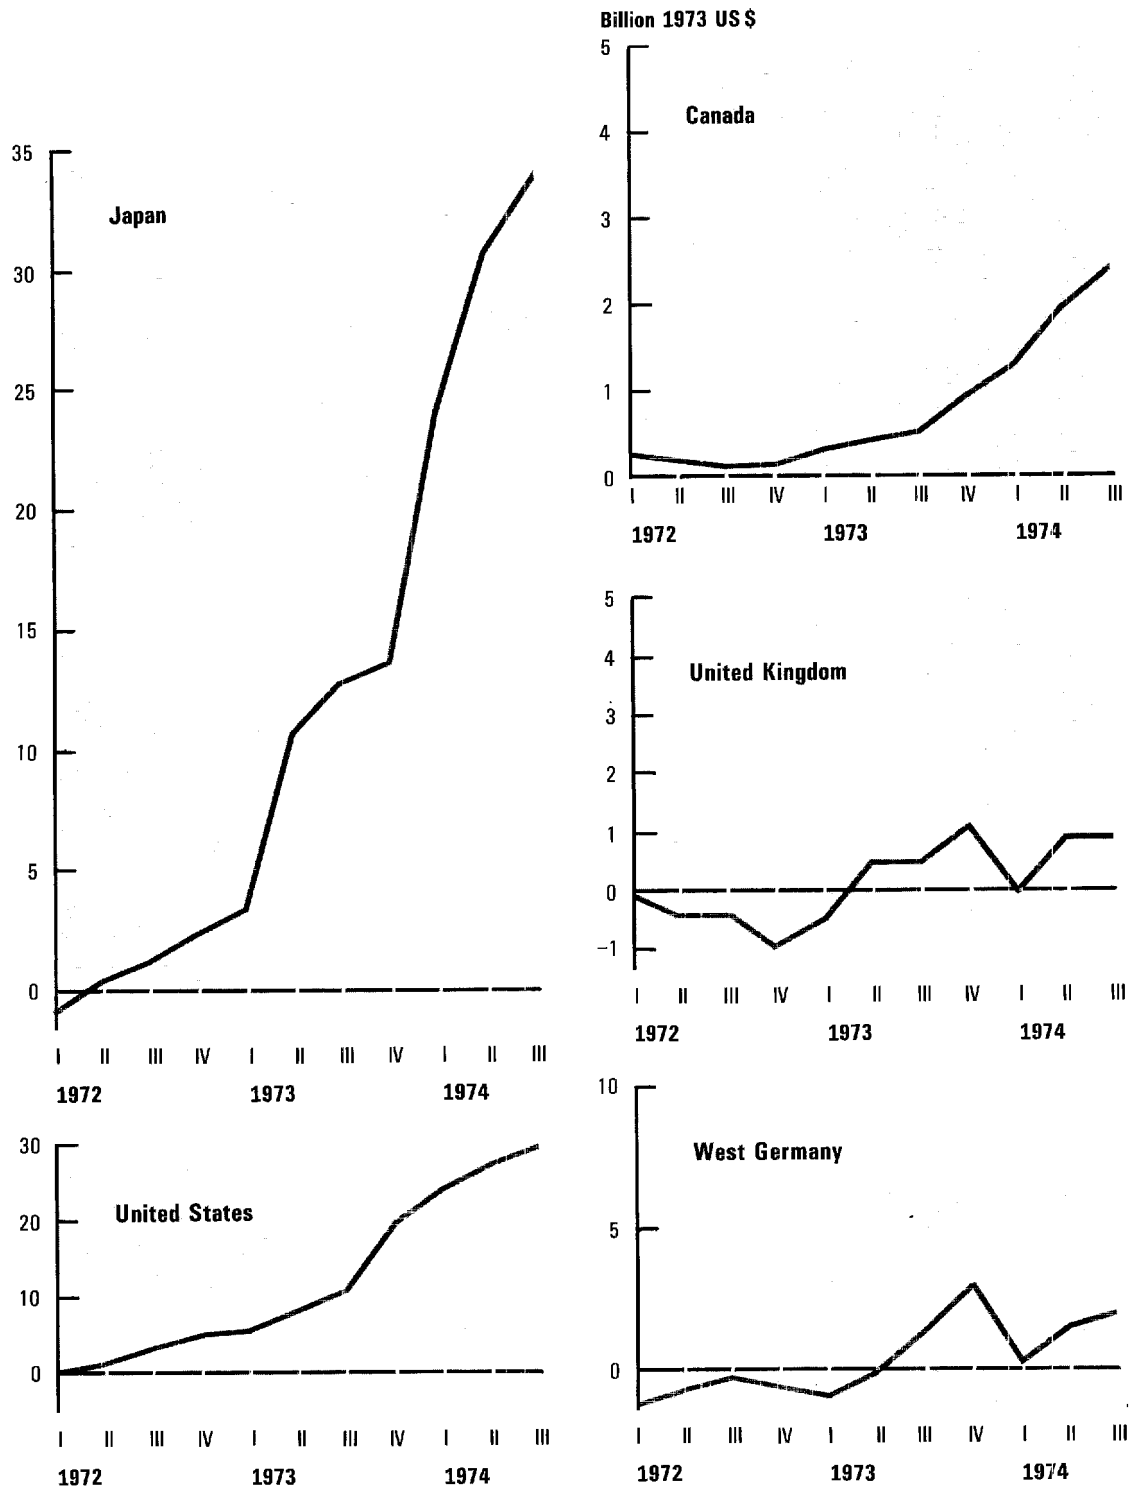 Japan
35
30
25
20
15
10
5
0
I II III IV I II III IV I II III
1972 1973 1974
United States
30
20
10
0
I II III IV I II III IV I II III
1972 1973 1974
Billion 1973 US $
Canada
5
4
3
2
1
0
I II III IV I II III IV I II III
1972 1973 1974
United Kingdom
5
4
3
2
1
0
−1
I II III IV I II III IV I II III
1972 1973 1974
West Germany
10
5
0
I II III IV I II III IV I II III
1972 1973 1974